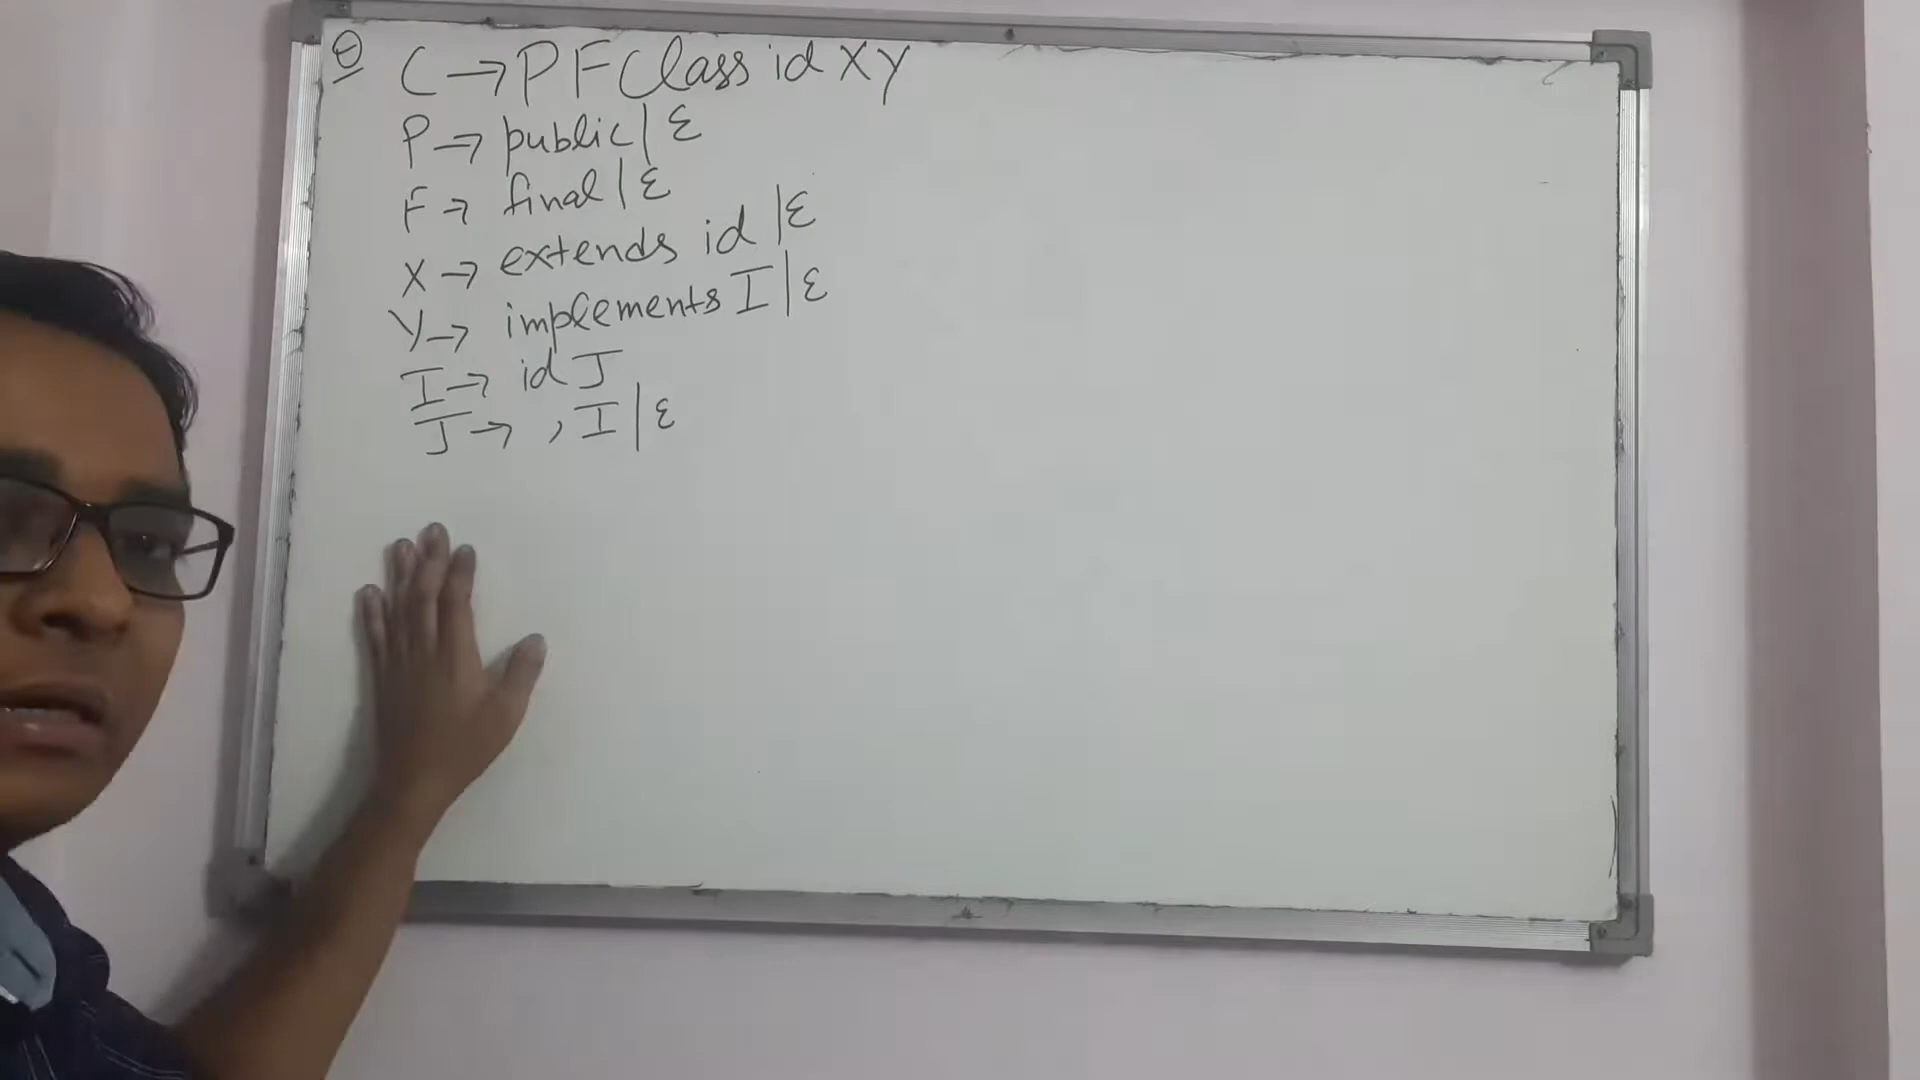 Q C → P F Class id X Y
P → public | ε
F → final | ε
X → extends id | ε
Y → implements I | ε
I → id J
J → , I | ε